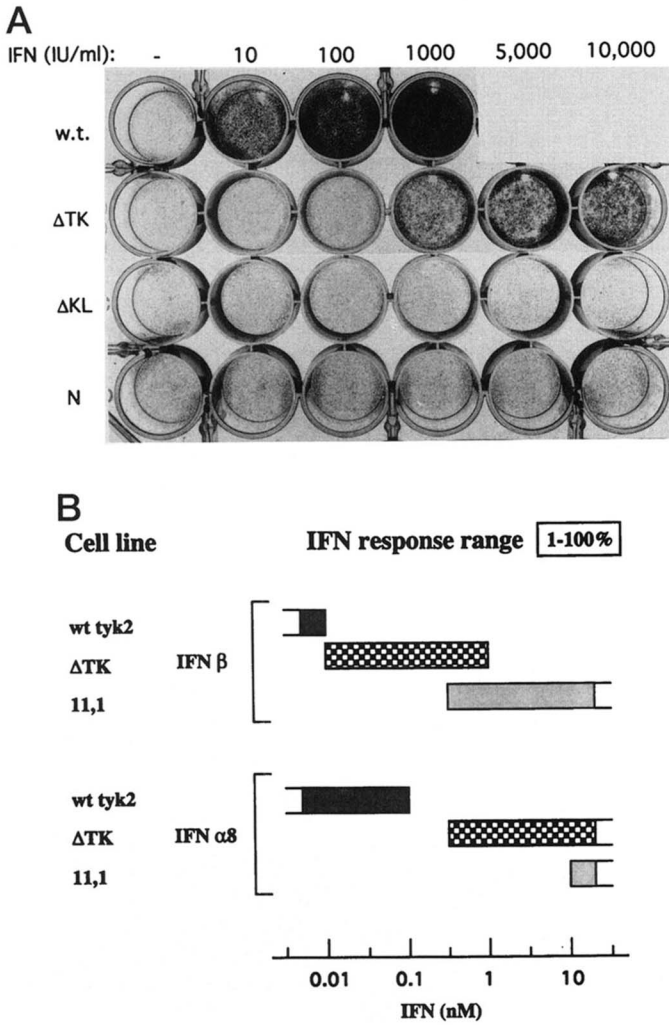 A
IFN (IU/ml): - 10 100 1000 5,000 10,000
w.t.
ΔTK
ΔKL
N
B
Cell line IFN response range 1-100%
wt tyk2
ΔTK IFN β
11,1
wt tyk2
ΔTK IFN α8
11,1
0.01 0.1 1 10
IFN (nM)